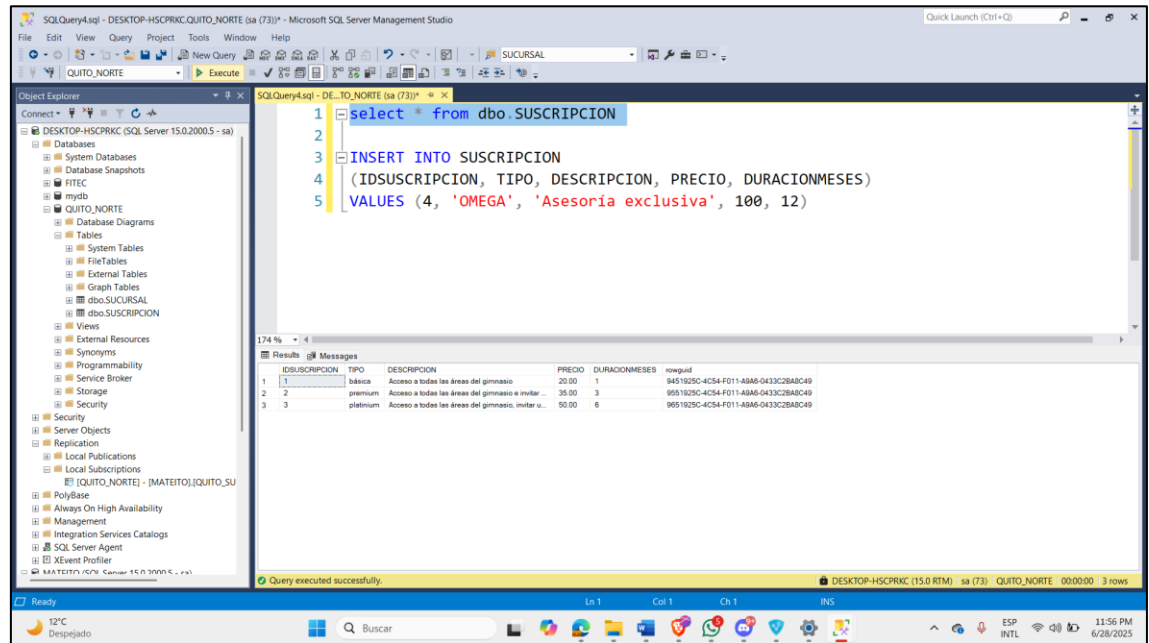 SQLQuery4.sql - DESKTOP-HSCPRKC.QUITO_NORTE (sa (73))* - Microsoft SQL Server Management Studio
Quick Launch (Ctrl+Q)
File Edit View Query Project Tools Window Help
New Query
SUCURSAL
QUITO_NORTE
Execute
Object Explorer
SQLQuery4.sql - DE...TO_NORTE (sa (73))*
Connect
DESKTOP-HSCPRKC (SQL Server 15.0.2000.5 - sa)
Databases
System Databases
Database Snapshots
FITEC
mydb
QUITO_NORTE
Database Diagrams
Tables
System Tables
FileTables
External Tables
Graph Tables
dbo.SUCURSAL
dbo.SUSCRIPCION
Views
External Resources
Synonyms
Programmability
Service Broker
Storage
Security
Security
Server Objects
Replication
Local Publications
Local Subscriptions
[QUITO_NORTE] - [MATEITO].[QUITO_SU
PolyBase
Always On High Availability
Management
Integration Services Catalogs
SQL Server Agent
XEvent Profiler
MATEITO (SQL Server 15.0.2000.5 - sa)
1 select * from dbo.SUSCRIPCION
2
3 INSERT INTO SUSCRIPCION
4 (IDSUSCRIPCION, TIPO, DESCRIPCION, PRECIO, DURACIONMESES)
5 VALUES (4, 'OMEGA', 'Asesoría exclusiva', 100, 12)
174 %
Results Messages
IDSUSCRIPCION TIPO DESCRIPCION PRECIO DURACIONMESES rowguid
1 1 básica Acceso a todas las áreas del gimnasio 20.00 1 9451925C-4C54-F011-A9A6-0433C2BA8C49
2 2 premium Acceso a todas las áreas del gimnasio e invitar ... 35.00 3 9551925C-4C54-F011-A9A6-0433C2BA8C49
3 3 platinium Acceso a todas las áreas del gimnasio, invitar u... 50.00 6 9651925C-4C54-F011-A9A6-0433C2BA8C49
Query executed successfully.
DESKTOP-HSCPRKC (15.0 RTM) sa (73) QUITO_NORTE 00:00:00 3 rows
Ready
Ln 1 Col 1 Ch 1 INS
12°C
Despejado
Buscar
ESP
INTL
11:56 PM
6/28/2025